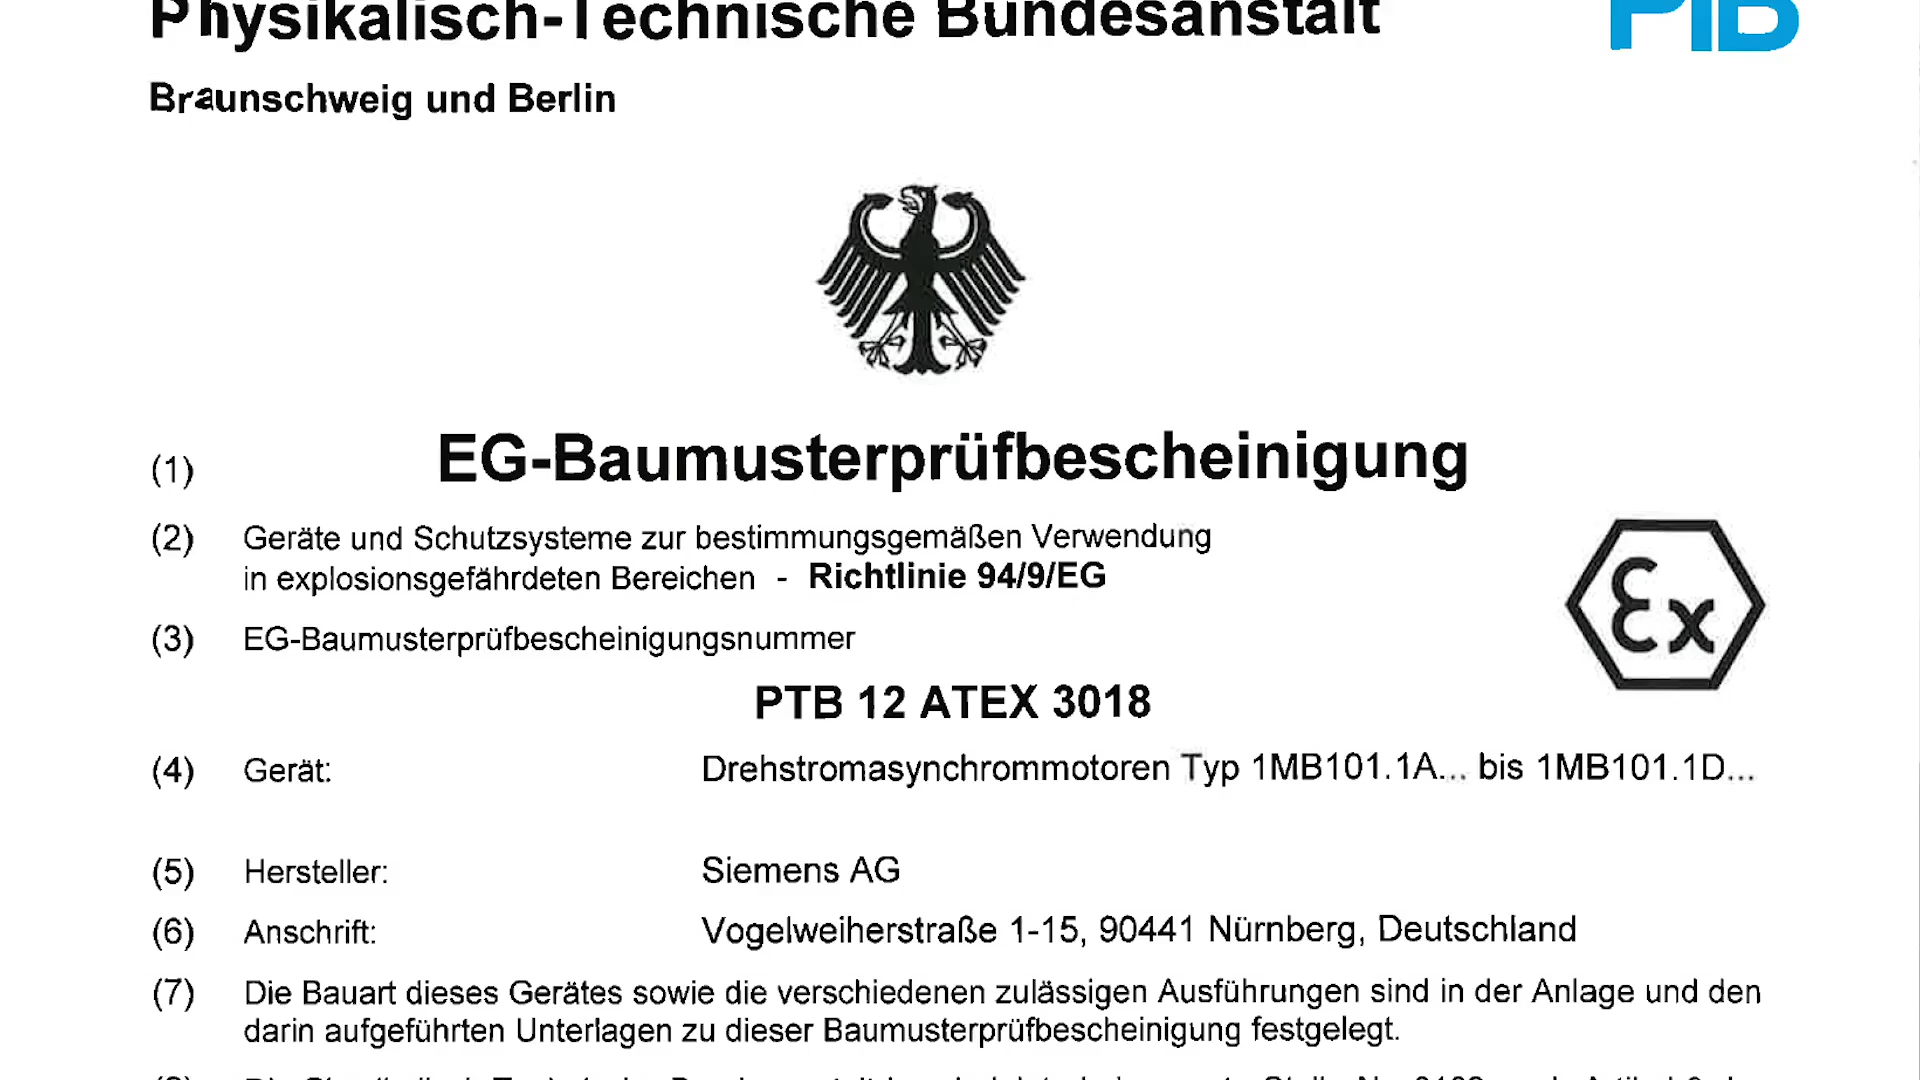 Physikalisch-Technische Bundesanstalt
PTB
Braunschweig und Berlin
(1) EG-Baumusterprüfbescheinigung
(2) Geräte und Schutzsysteme zur bestimmungsgemäßen Verwendung
in explosionsgefährdeten Bereichen - Richtlinie 94/9/EG
Ex
(3) EG-Baumusterprüfbescheinigungsnummer
PTB 12 ATEX 3018
(4) Gerät: Drehstromasynchrommotoren Typ 1MB101.1A... bis 1MB101.1D...
(5) Hersteller: Siemens AG
(6) Anschrift: Vogelweiherstraße 1-15, 90441 Nürnberg, Deutschland
(7) Die Bauart dieses Gerätes sowie die verschiedenen zulässigen Ausführungen sind in der Anlage und den
darin aufgeführten Unterlagen zu dieser Baumusterprüfbescheinigung festgelegt.